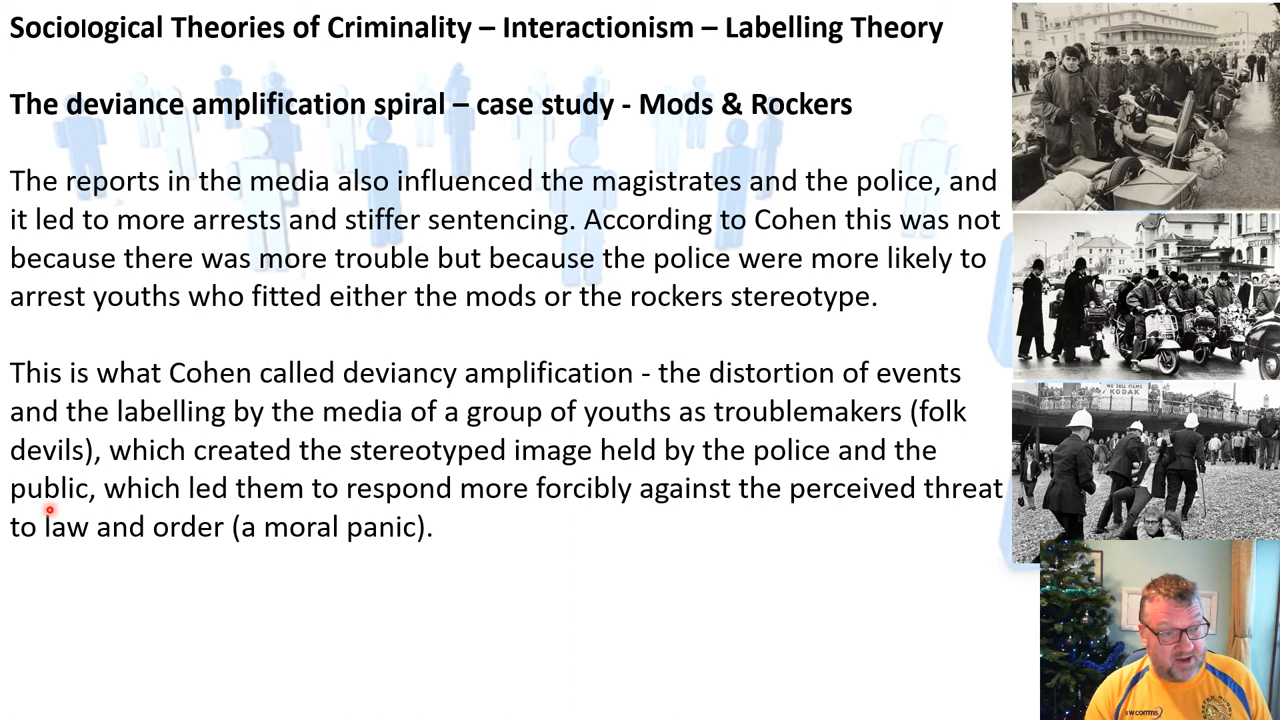 Sociological Theories of Criminality – Interactionism – Labelling Theory
The deviance amplification spiral – case study - Mods & Rockers
The reports in the media also influenced the magistrates and the police, and
it led to more arrests and stiffer sentencing. According to Cohen this was not
because there was more trouble but because the police were more likely to
arrest youths who fitted either the mods or the rockers stereotype.
This is what Cohen called deviancy amplification - the distortion of events
and the labelling by the media of a group of youths as troublemakers (folk
devils), which created the stereotyped image held by the police and the
public, which led them to respond more forcibly against the perceived threat
to law and order (a moral panic).
WE SELL FILMS
KODAK
swcomms